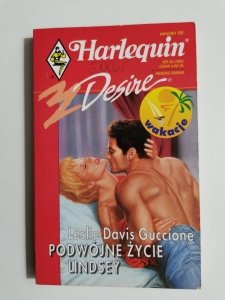 Harlequin
Desire
wakacje
Leslie Davis Guccione
PODWÓJNE ŻYCIE
LINDSEY